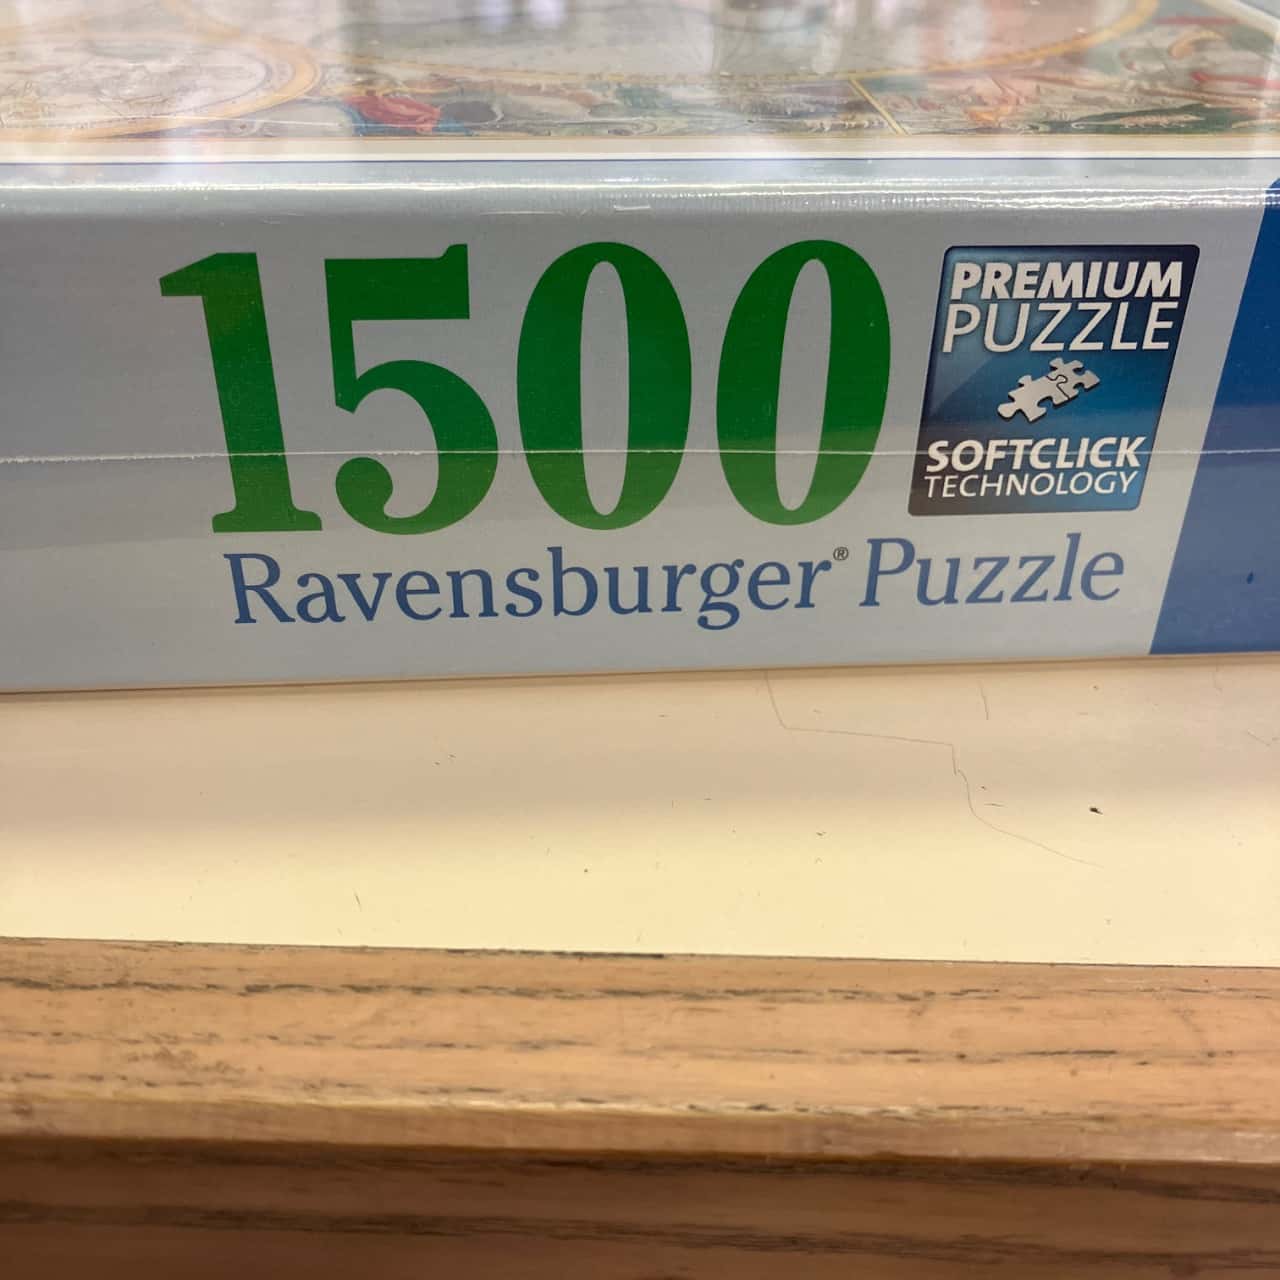 1500
PREMIUM
PUZZLE
SOFTCLICK
TECHNOLOGY
Ravensburger® Puzzle